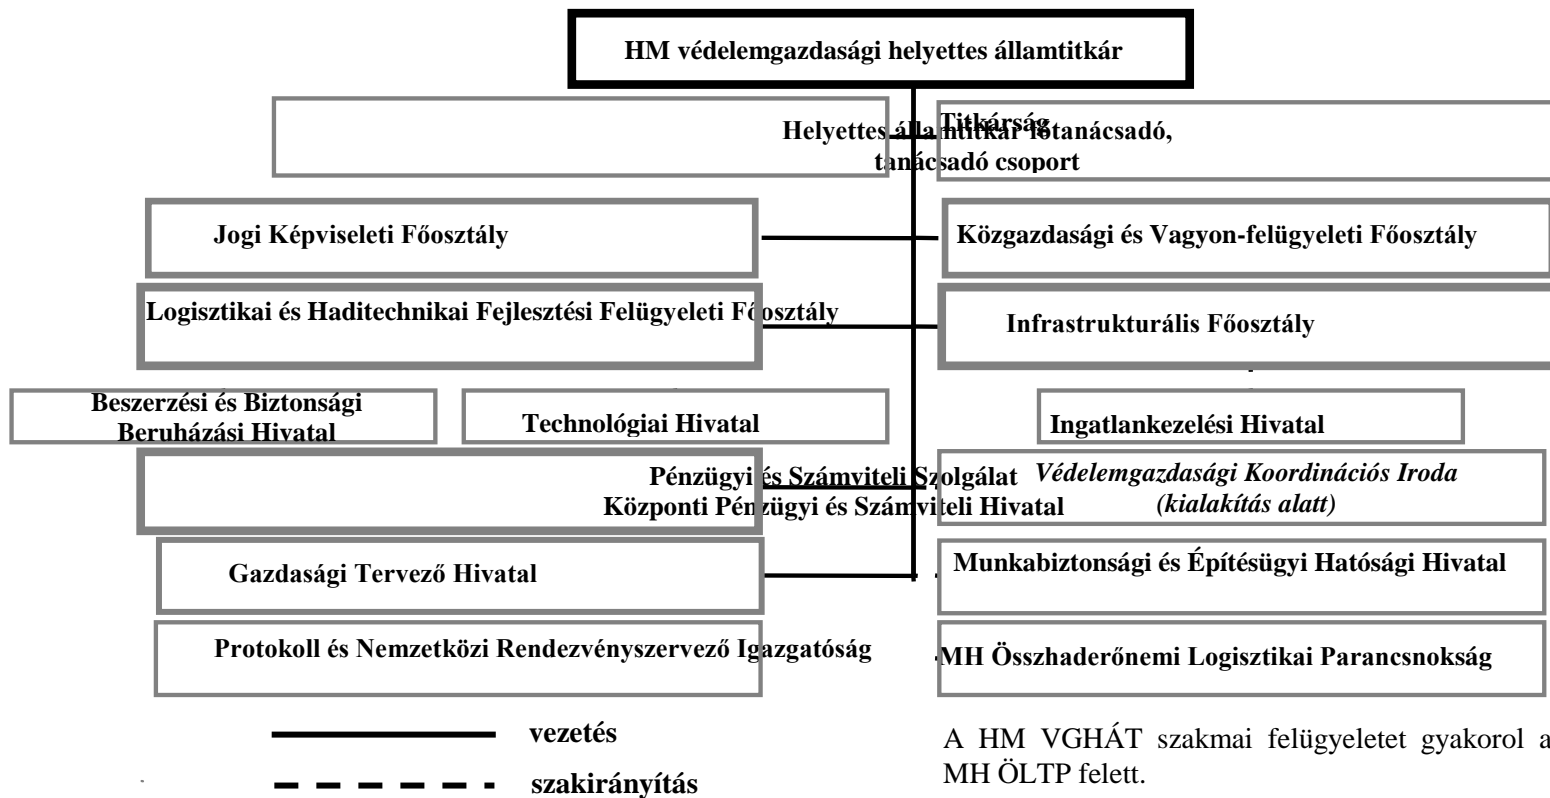 HM védelemgazdasági helyettes államtitkár
Helyettes államtitkár főtanácsadó,
tanácsadó csoport
Titkárság
Jogi Képviseleti Főosztály
Közgazdasági és Vagyon-felügyeleti Főosztály
Logisztikai és Haditechnikai Fejlesztési Felügyeleti Főosztály
Infrastrukturális Főosztály
Beszerzési és Biztonsági
Beruházási Hivatal
Technológiai Hivatal
Ingatlankezelési Hivatal
Pénzügyi és Számviteli Szolgálat
Központi Pénzügyi és Számviteli Hivatal
Védelemgazdasági Koordinációs Iroda
(kialakítás alatt)
Gazdasági Tervező Hivatal
Munkabiztonsági és Építésügyi Hatósági Hivatal
Protokoll és Nemzetközi Rendezvényszervező Igazgatóság
MH Összhaderőnemi Logisztikai Parancsnokság
vezetés
szakirányítás
A HM VGHÁT szakmai felügyeletet gyakorol a
MH ÖLTP felett.